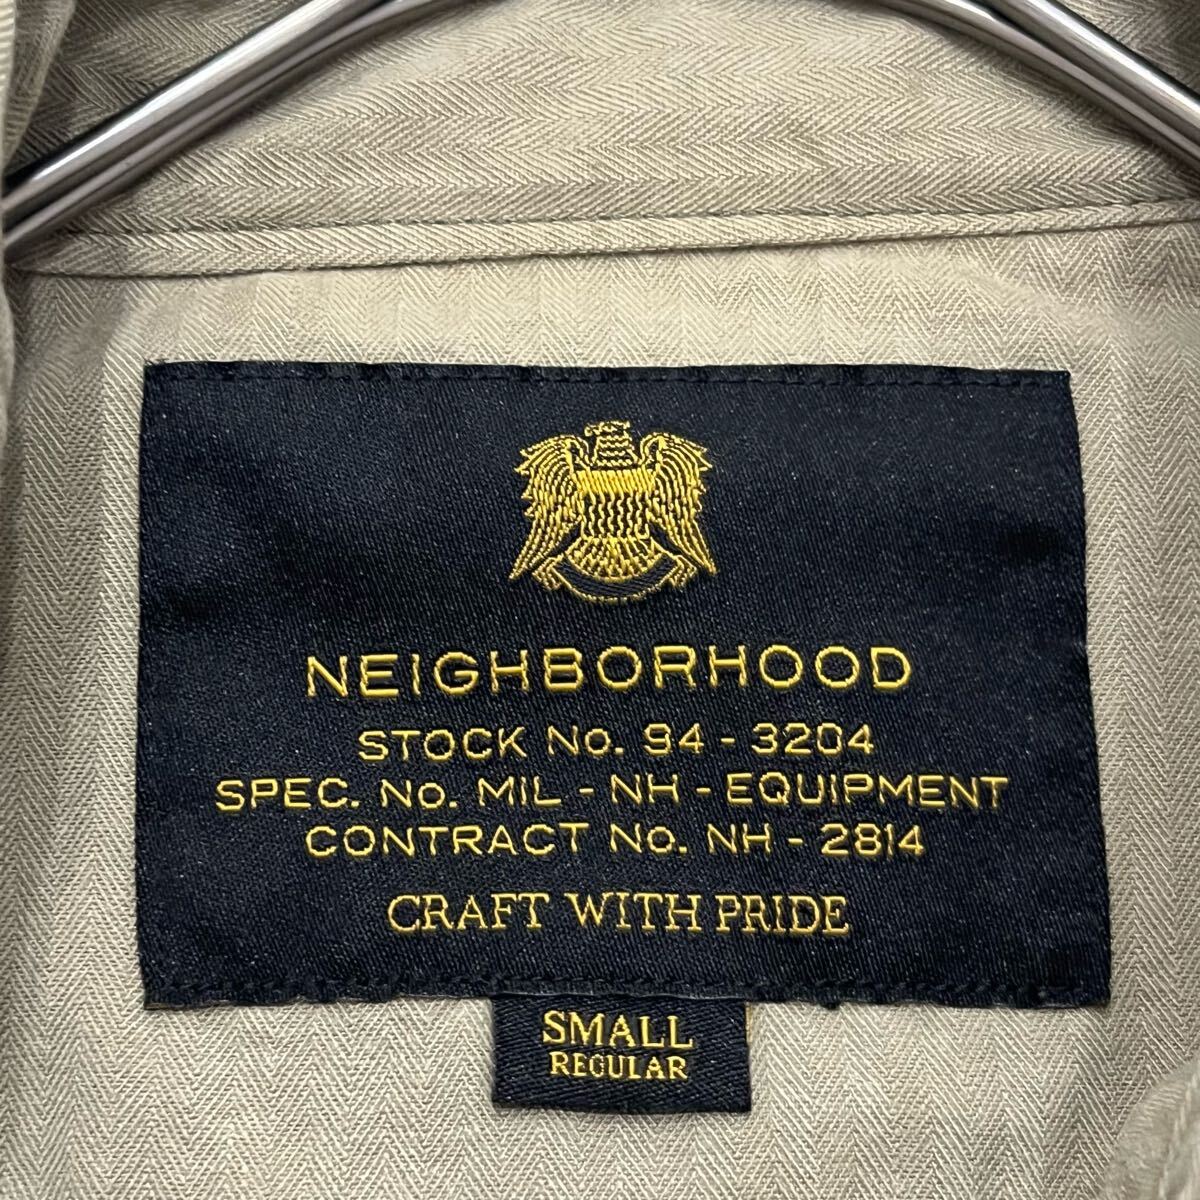 NEIGHBORHOOD
STOCK No. 94 - 3204
SPEC. No. MIL - NH - EQUIPMENT
CONTRACT No. NH - 2814
CRAFT WITH PRIDE
SMALL
REGULAR